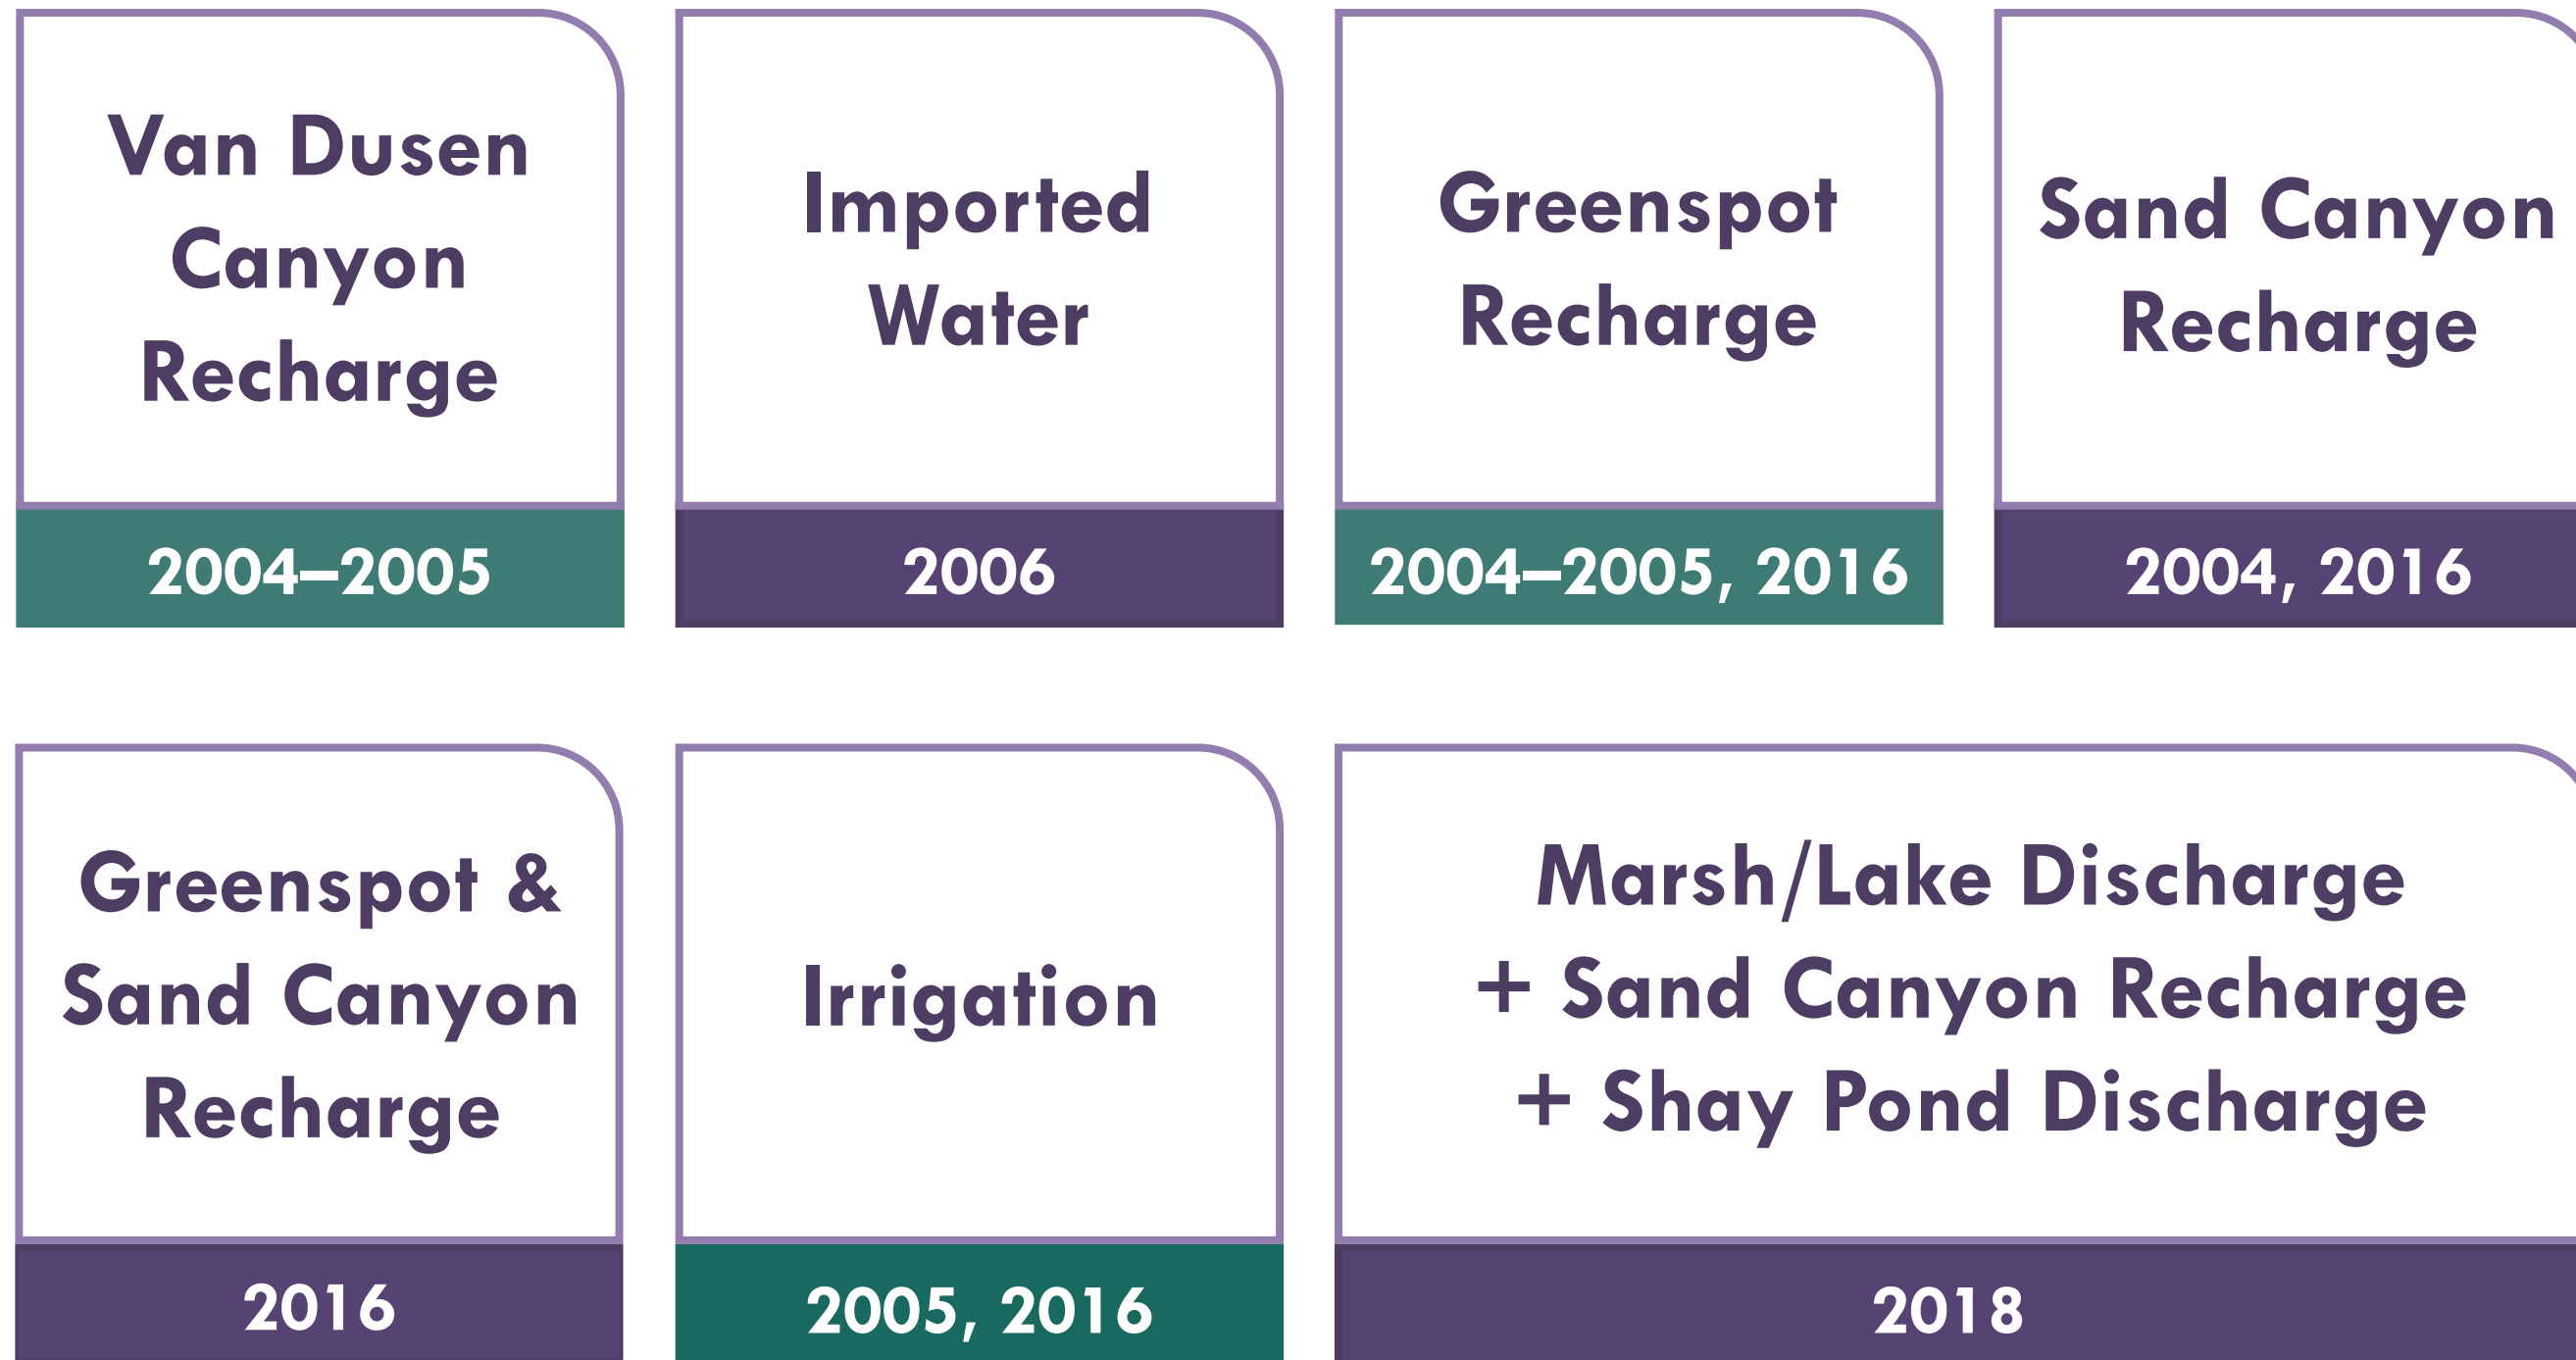 Van Dusen
Canyon
Recharge
2004–2005
Imported
Water
2006
Greenspot
Recharge
2004–2005, 2016
Sand Canyon
Recharge
2004, 2016
Greenspot &
Sand Canyon
Recharge
2016
Irrigation
2005, 2016
Marsh/Lake Discharge
+ Sand Canyon Recharge
+ Shay Pond Discharge
2018